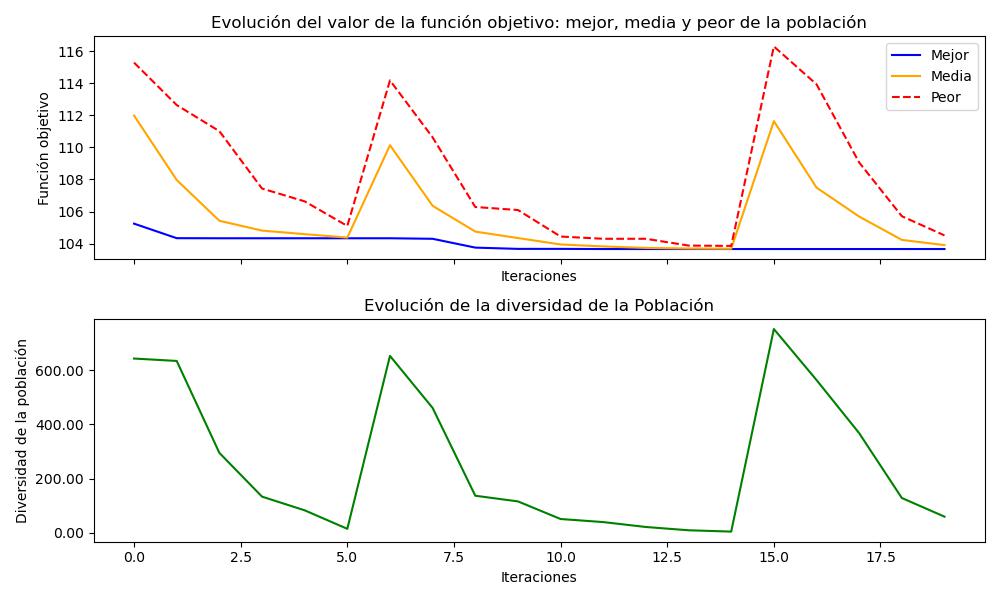 Evolución del valor de la función objetivo: mejor, media y peor de la población
116
114
112
110
108
106
104
Función objetivo
Mejor
Media
Peor
Iteraciones
Evolución de la diversidad de la Población
600.00
400.00
200.00
0.00
Diversidad de la población
0.0 2.5 5.0 7.5 10.0 12.5 15.0 17.5
Iteraciones